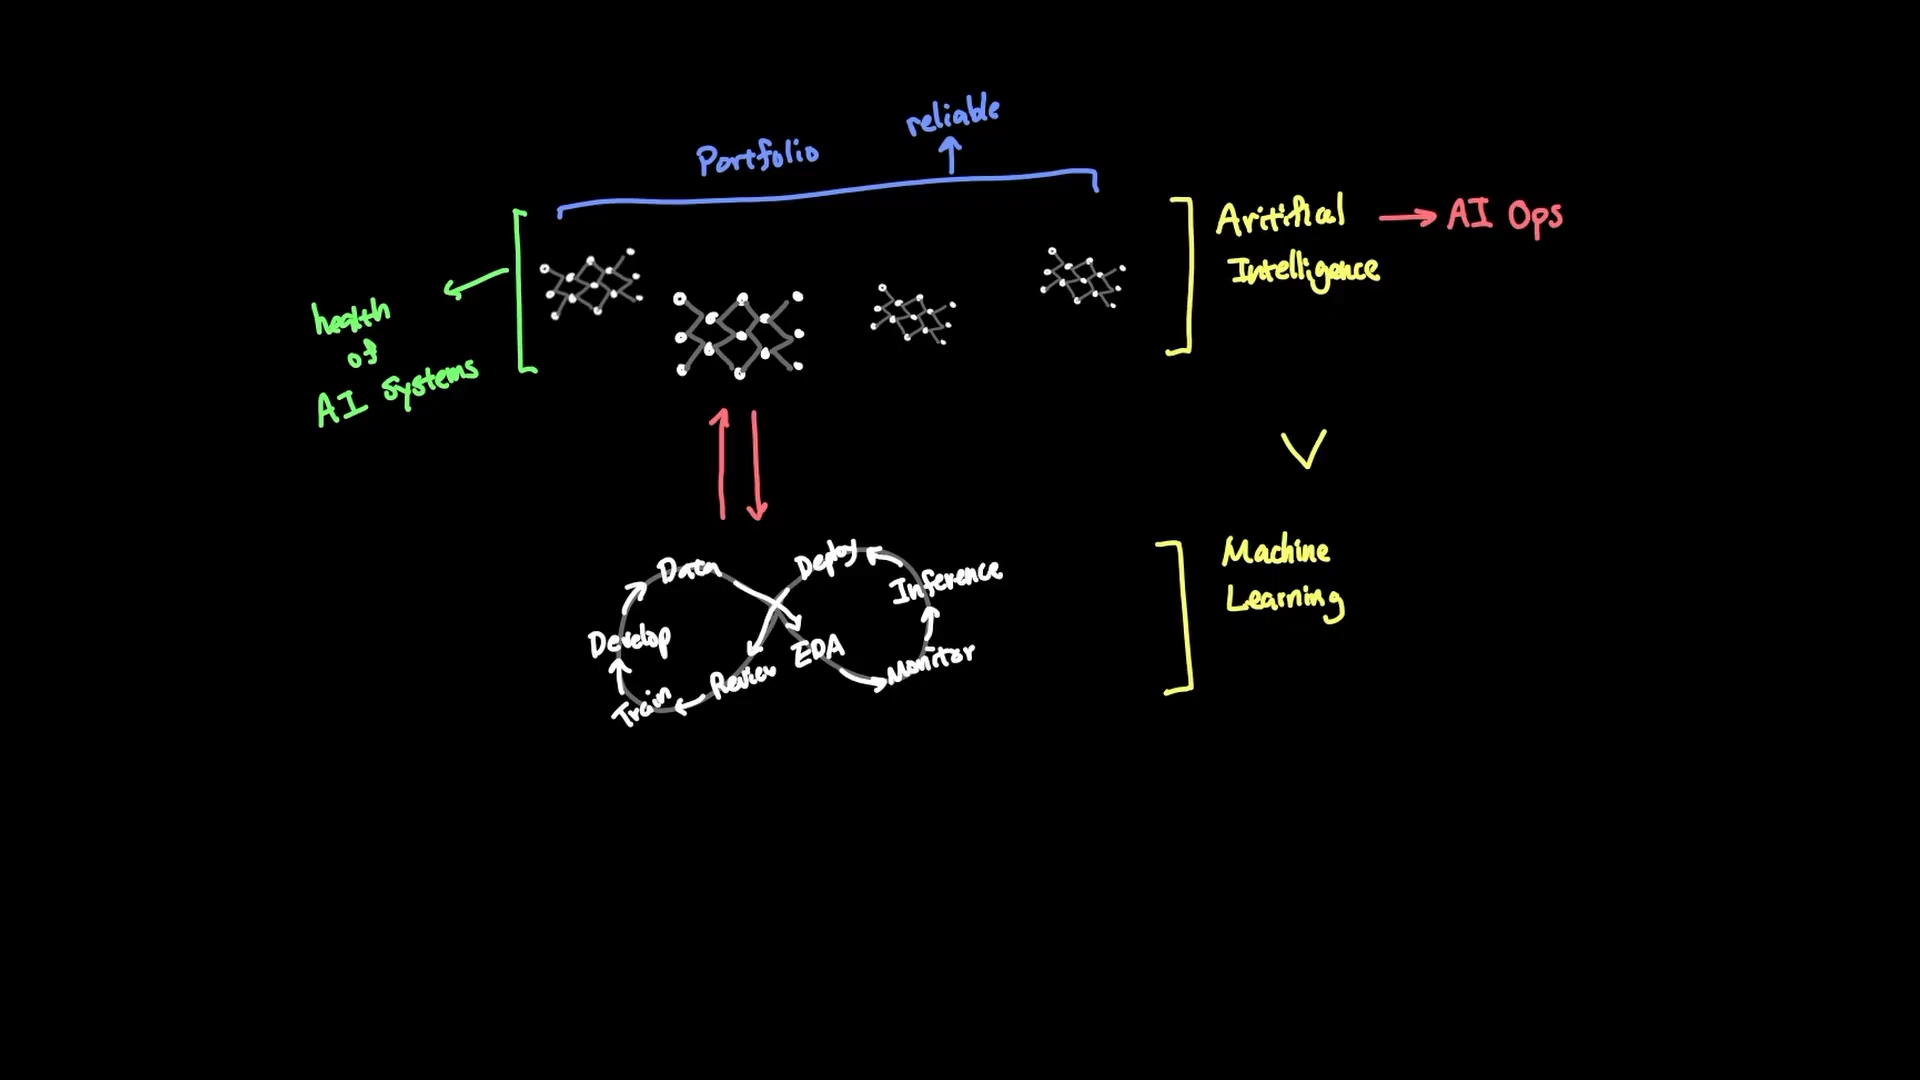 reliable
Portfolio
Aritifical → AI Ops
Intelligence
health
of
AI Systems
Machine
Learning
Data
Deploy
Inference
Develop
EDA
Monitor
Review
Train